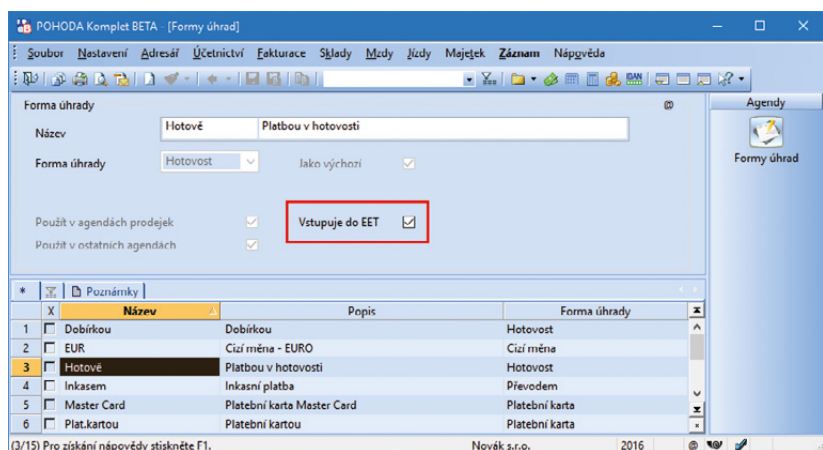 POHODA Komplet BETA - [Formy úhrad]
Soubor Nastavení Adresář Účetnictví Fakturace Sklady Mzdy Jízdy Majetek Záznam Nápověda
Forma úhrady @ Agendy
Název Hotově Platbou v hotovosti
Formy úhrad
Forma úhrady Hotovost Jako výchozí
Použít v agendách prodejek Vstupuje do EET
Použít v ostatních agendách
* Poznámky
X Název Popis Forma úhrady
1 Dobírkou Dobírkou Hotovost
2 EUR Cizí měna - EURO Cizí měna
3 Hotově Platbou v hotovosti Hotovost
4 Inkasem Inkasní platba Převodem
5 Master Card Platební karta Master Card Platební karta
6 Plat.kartou Platební kartou Platební karta
(3/15) Pro získání nápovědy stiskněte F1. Novák s.r.o. 2016 @